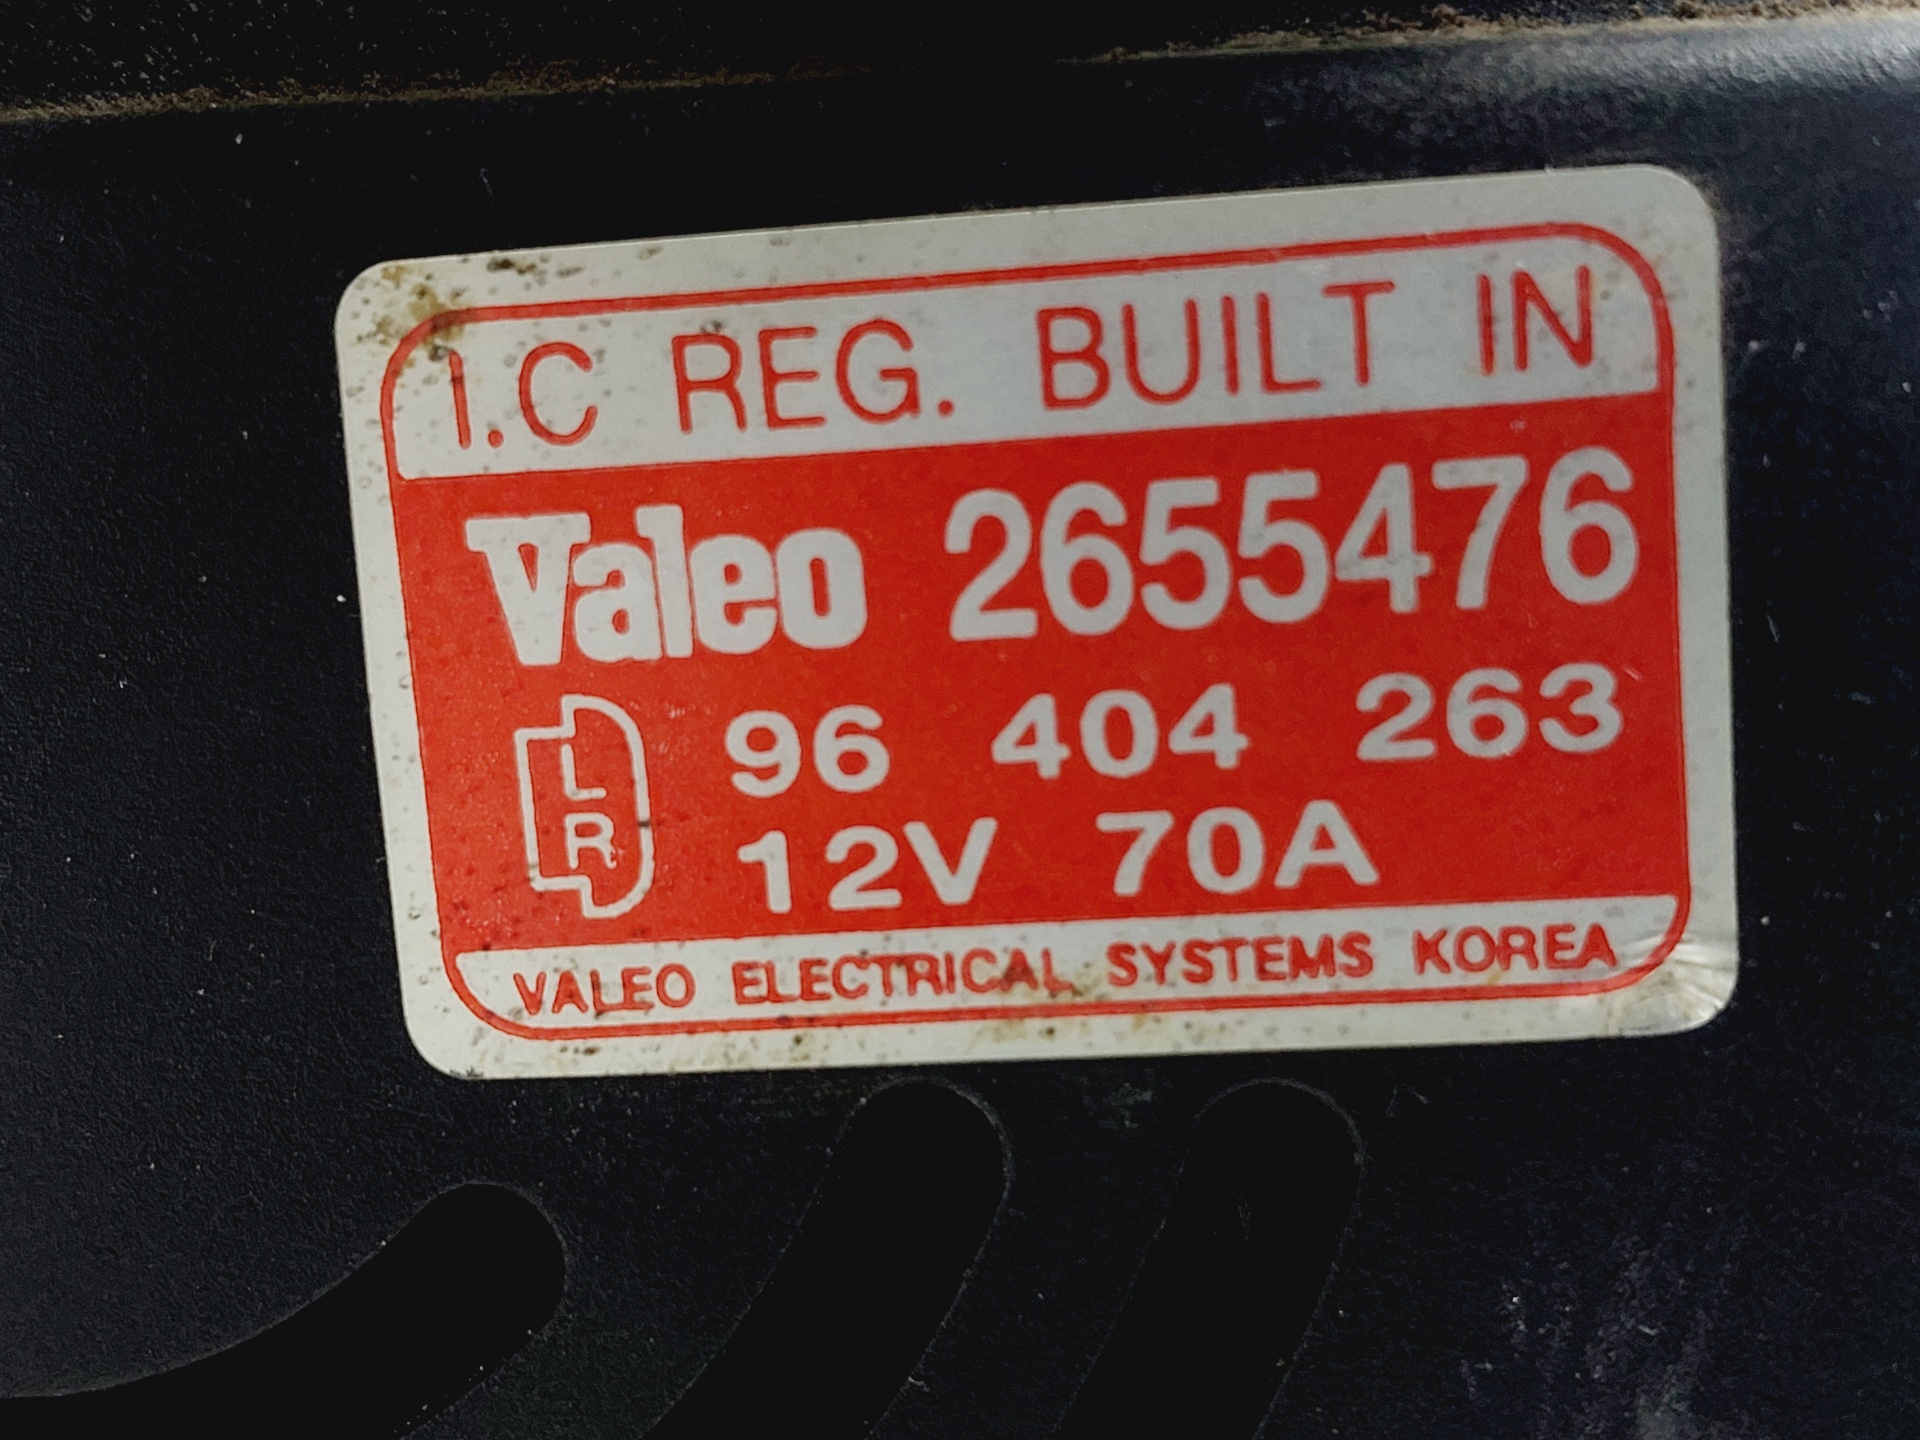 I.C REG. BUILT IN
Valeo 2655476
L
R
96 404 263
12V 70A
VALEO ELECTRICAL SYSTEMS KOREA